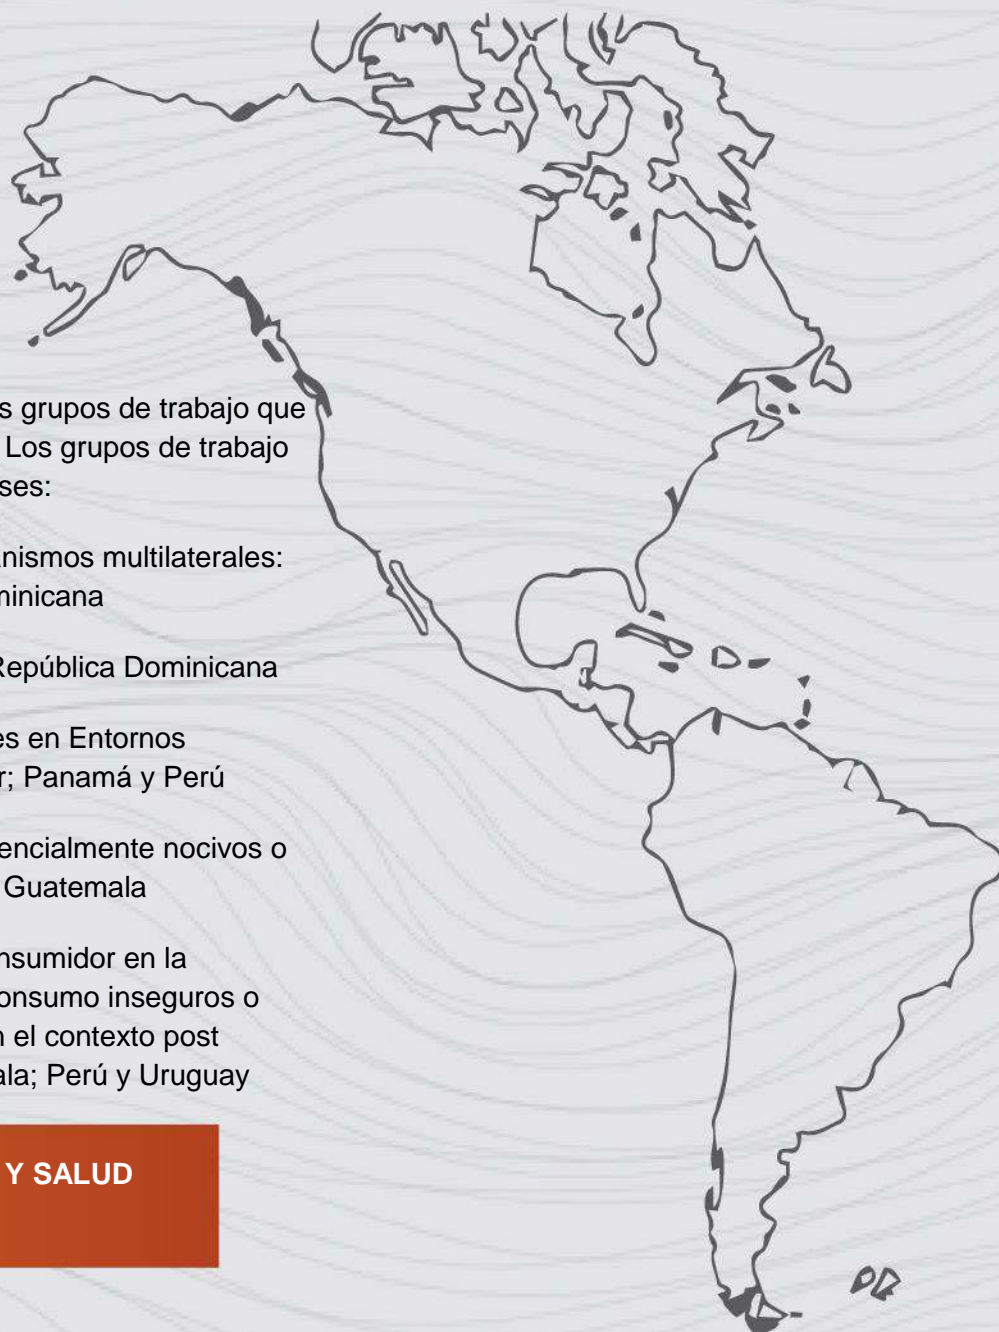 s grupos de trabajo que
Los grupos de trabajo
ses:
anismos multilaterales:
minicana
República Dominicana
es en Entornos
r; Panamá y Perú
encialmente nocivos o
Guatemala
nsumidor en la
onsumo inseguros o
n el contexto post
ala; Perú y Uruguay
Y SALUD